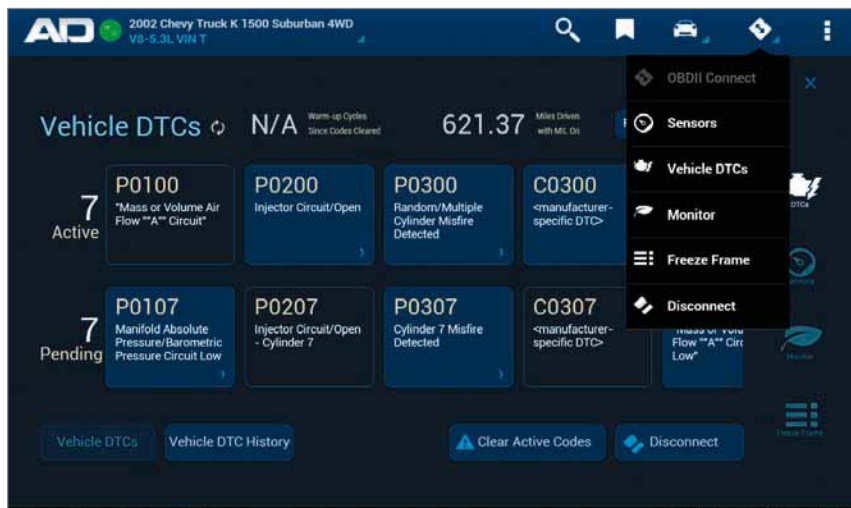 AD
2002 Chevy Truck K 1500 Suburban 4WD
V8-5.3L VIN T
OBDII Connect
Sensors
Vehicle DTCs
Monitor
Freeze Frame
Disconnect
Vehicle DTCs
N/A
Warm-up Cycles
Since Codes Cleared
621.37
Miles Driven
with MIL On
7
Active
P0100
"Mass or Volume Air
Flow ""A"" Circuit"
P0200
Injector Circuit/Open
P0300
Random/Multiple
Cylinder Misfire
Detected
C0300
<manufacturer-
specific DTC>
DTCs
7
Pending
P0107
Manifold Absolute
Pressure/Barometric
Pressure Circuit Low
P0207
Injector Circuit/Open
- Cylinder 7
P0307
Cylinder 7 Misfire
Detected
C0307
<manufacturer-
specific DTC>
Flow ""A"" Circ
Low"
Monitor
Freeze Frame
Vehicle DTCs
Vehicle DTC History
Clear Active Codes
Disconnect